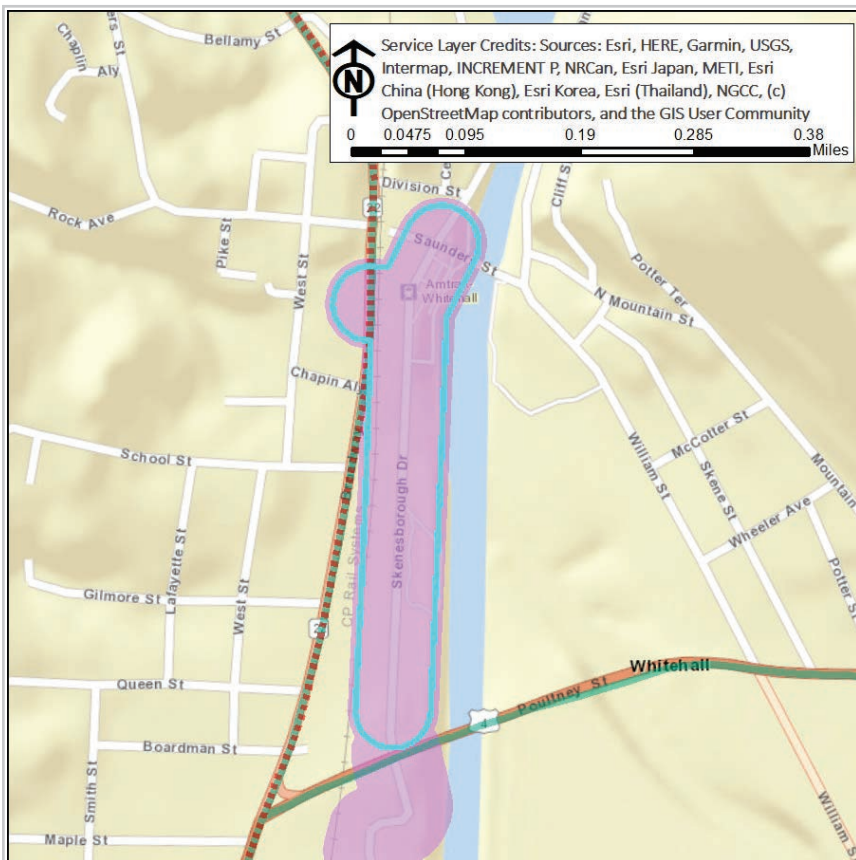 Service Layer Credits: Sources: Esri, HERE, Garmin, USGS,
Intermap, INCREMENT P, NRCan, Esri Japan, METI, Esri
China (Hong Kong), Esri Korea, Esri (Thailand), NGCC, (c)
OpenStreetMap contributors, and the GIS User Community
N
0 0.0475 0.095 0.19 0.285 0.38
Miles
Chaplin
Aly
Bellamy St
Division St
22
Cliff S
Rock Ave
Pike St
West St
Saunders St
Potter Ter
Amtrak
Whitehall
N Mountain St
Chapin Aly
School St
William St
McCotter St
Skene St
Mountain
Wheeler Ave
Lafayette St
CP Rail Systems
Skenesborough Dr
Potter St
Gilmore St
West St
Whitehall
Queen St
4
Poultney St
Boardman St
Smith St
William S
Maple St